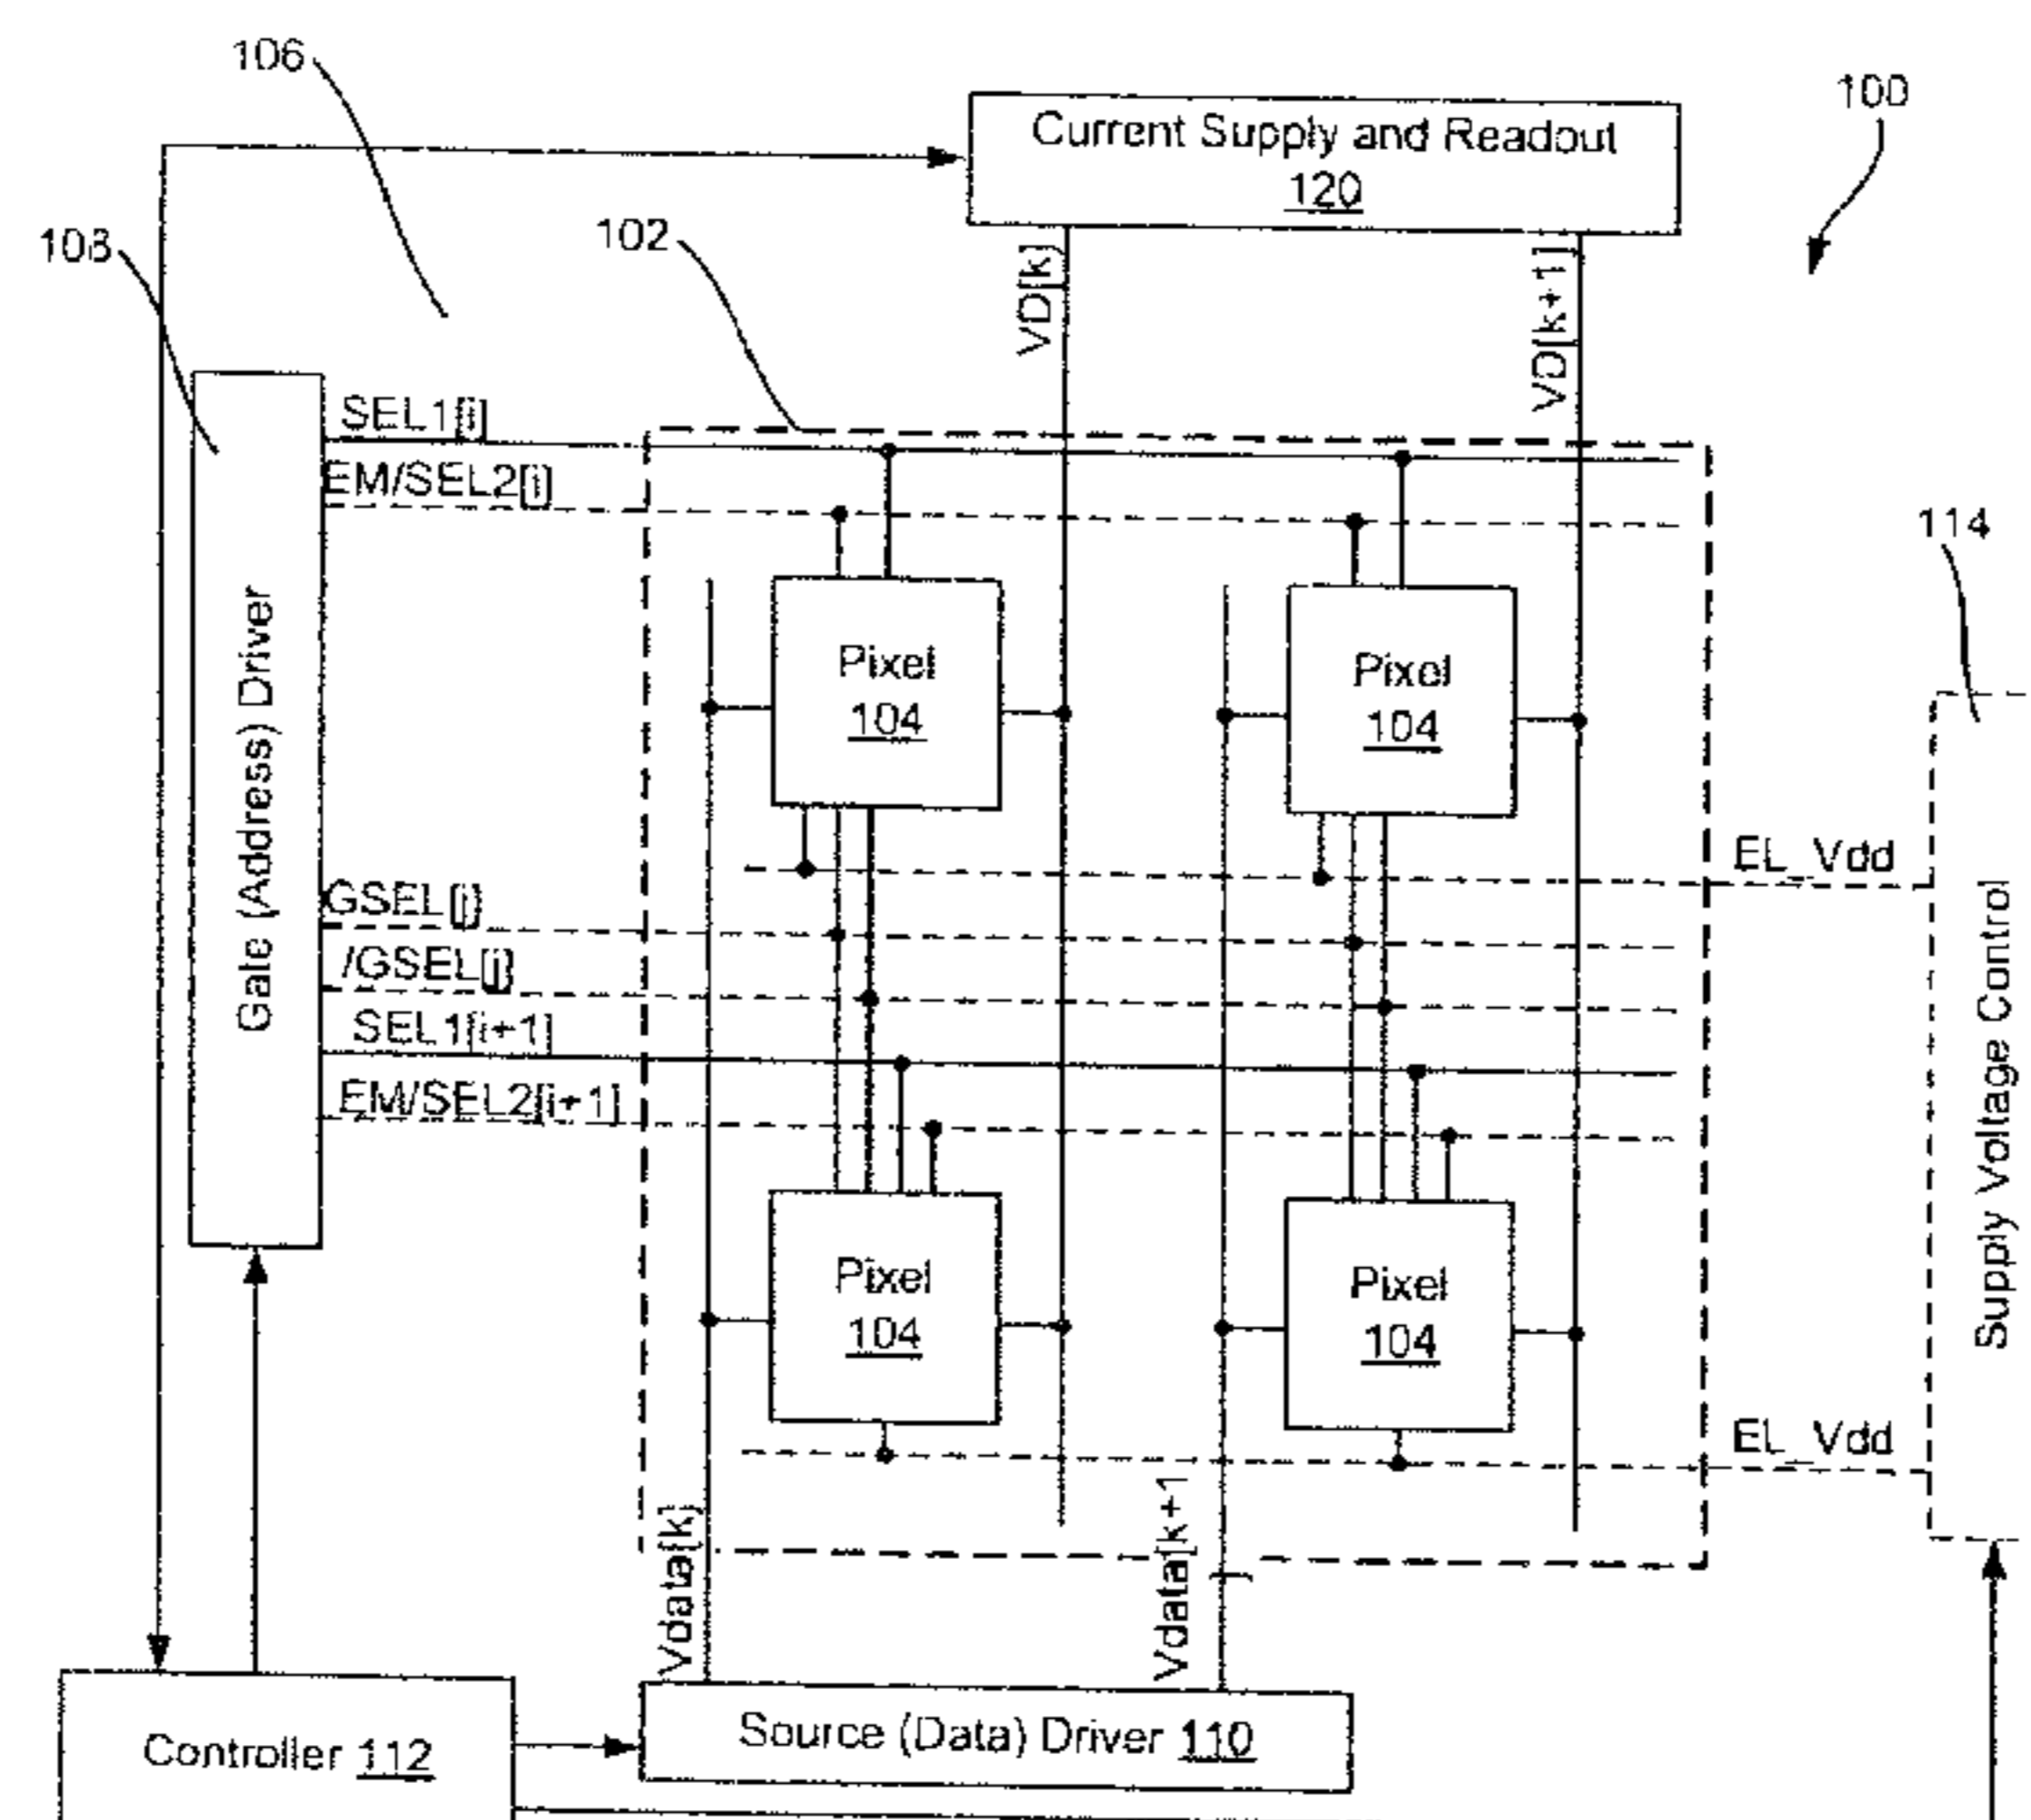 106
100
Current Supply and Readout
120
108
102
VD[k]
VD[k+1]
SEL1[i]
EM/SEL2[i]
114
Gate (Address) Driver
Pixel
104
Pixel
104
EL_Vdd
GSEL[j]
/GSEL[j]
SEL1[i+1]
EM/SEL2[i+1]
Supply Voltage Control
Pixel
104
Pixel
104
EL_Vdd
Vdata[k]
Vdata[k+1
Source (Data) Driver 110
Controller 112